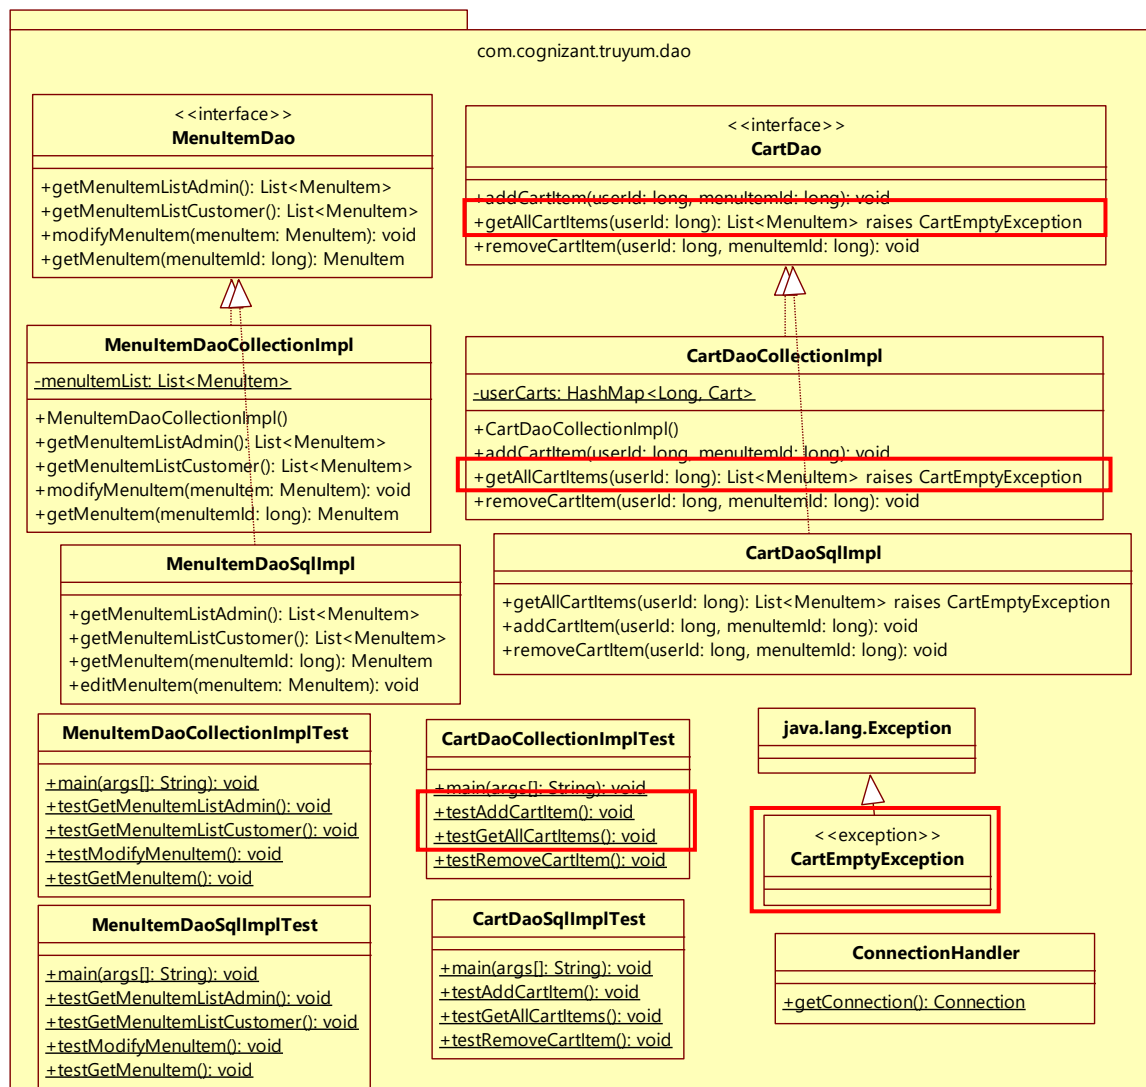 com.cognizant.truyum.dao
<<interface>>
MenuItemDao
+getMenuItemListAdmin(): List<MenuItem>
+getMenuItemListCustomer(): List<MenuItem>
+modifyMenuItem(menuItem: MenuItem): void
+getMenuItem(menuItemId: long): MenuItem
<<interface>>
CartDao
+addCartItem(userId: long, menuItemId: long): void
+getAllCartItems(userId: long): List<MenuItem> raises CartEmptyException
+removeCartItem(userId: long, menuItemId: long): void
MenuItemDaoCollectionImpl
-menuItemList: List<MenuItem>
+MenuItemDaoCollectionImpl()
+getMenuItemListAdmin(): List<MenuItem>
+getMenuItemListCustomer(): List<MenuItem>
+modifyMenuItem(menuItem: MenuItem): void
+getMenuItem(menuItemId: long): MenuItem
CartDaoCollectionImpl
-userCarts: HashMap<Long, Cart>
+CartDaoCollectionImpl()
+addCartItem(userId: long, menuItemId: long): void
+getAllCartItems(userId: long): List<MenuItem> raises CartEmptyException
+removeCartItem(userId: long, menuItemId: long): void
MenuItemDaoSqlImpl
+getMenuItemListAdmin(): List<MenuItem>
+getMenuItemListCustomer(): List<MenuItem>
+getMenuItem(menuItemId: long): MenuItem
+editMenuItem(menuItem: MenuItem): void
CartDaoSqlImpl
+getAllCartItems(userId: long): List<MenuItem> raises CartEmptyException
+addCartItem(userId: long, menuItemId: long): void
+removeCartItem(userId: long, menuItemId: long): void
MenuItemDaoCollectionImplTest
+main(args[]: String): void
+testGetMenuItemListAdmin(): void
+testGetMenuItemListCustomer(): void
+testModifyMenuItem(): void
+testGetMenuItem(): void
CartDaoCollectionImplTest
+main(args[]: String): void
+testAddCartItem(): void
+testGetAllCartItems(): void
+testRemoveCartItem(): void
java.lang.Exception
<<exception>>
CartEmptyException
MenuItemDaoSqlImplTest
+main(args[]: String): void
+testGetMenuItemListAdmin(): void
+testGetMenuItemListCustomer(): void
+testModifyMenuItem(): void
+testGetMenuItem(): void
CartDaoSqlImplTest
+main(args[]: String): void
+testAddCartItem(): void
+testGetAllCartItems(): void
+testRemoveCartItem(): void
ConnectionHandler
+getConnection(): Connection